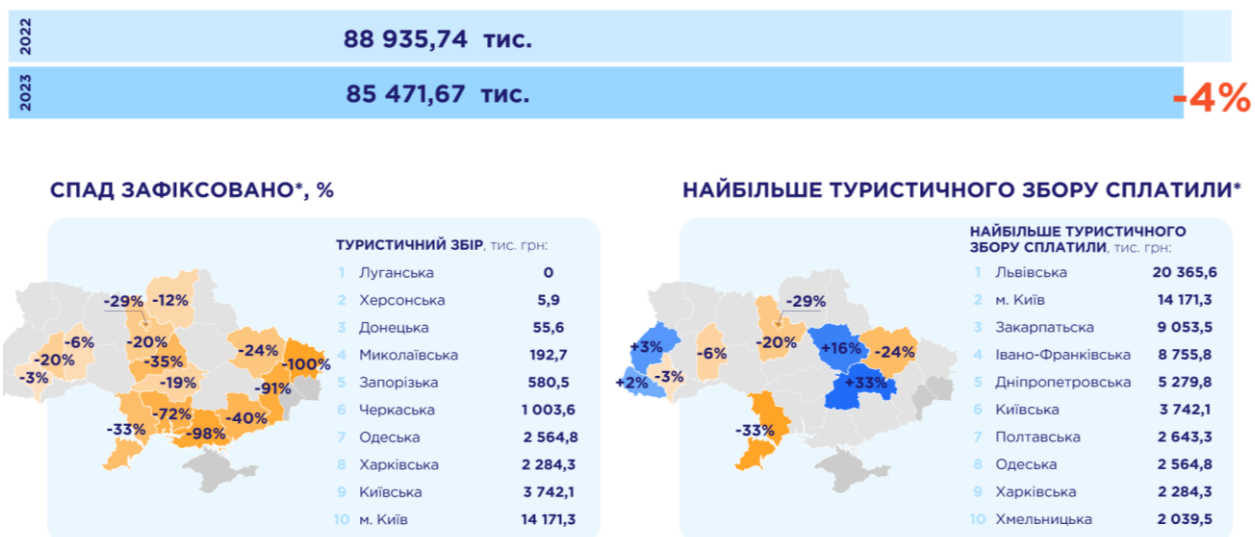 2022
88 935,74 тис.
2023
85 471,67 тис.
-4%
СПАД ЗАФІКСОВАНО*, %
ТУРИСТИЧНИЙ ЗБІР, тис. грн:
1 Луганська 0
2 Херсонська 5,9
3 Донецька 55,6
4 Миколаївська 192,7
5 Запорізька 580,5
6 Черкаська 1 003,6
7 Одеська 2 564,8
8 Харківська 2 284,3
9 Київська 3 742,1
10 м. Київ 14 171,3
-29%
-12%
-6%
-20%
-20%
-35%
-24%
-100%
-3%
-19%
-91%
-72%
-40%
-33%
-98%
НАЙБІЛЬШЕ ТУРИСТИЧНОГО ЗБОРУ СПЛАТИЛИ*
НАЙБІЛЬШЕ ТУРИСТИЧНОГО
ЗБОРУ СПЛАТИЛИ, тис. грн:
1 Львівська 20 365,6
2 м. Київ 14 171,3
3 Закарпатьска 9 053,5
4 Івано-Франківська 8 755,8
5 Дніпропетровська 5 279,8
6 Київська 3 742,1
7 Полтавська 2 643,3
8 Одеська 2 564,8
9 Харківська 2 284,3
10 Хмельницька 2 039,5
-29%
-20%
+3%
-6%
+16%
-24%
+2%
-3%
+33%
-33%